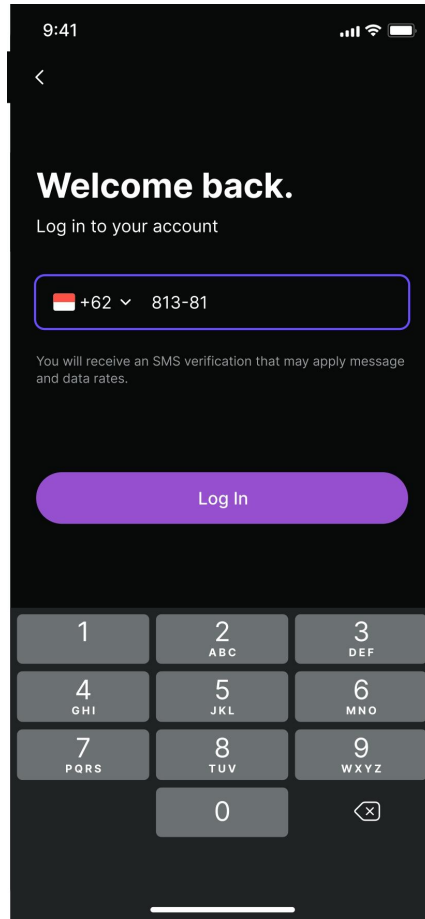 9:41
Welcome back.
Log in to your account
+62 813-81
You will receive an SMS verification that may apply message
and data rates.
Log In
1 2 3
ABC DEF
4 5 6
GHI JKL MNO
7 8 9
PQRS TUV WXYZ
0